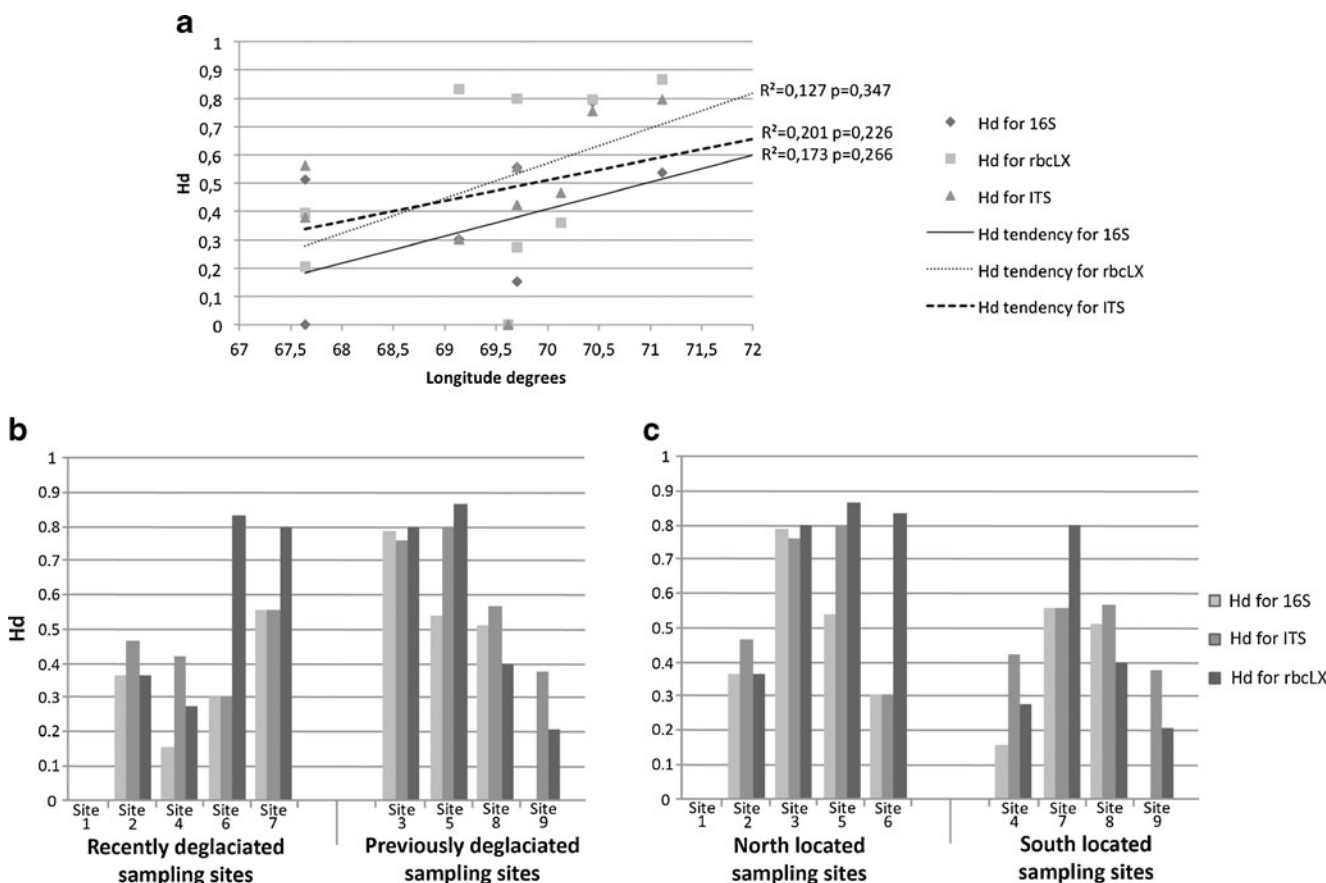 a
1
0,9
0,8
0,7
0,6
0,5
0,4
0,3
0,2
0,1
0
Hd
67 67,5 68 68,5 69 69,5 70 70,5 71 71,5 72
Longitude degrees
R²=0,127 p=0,347
R²=0,201 p=0,226
R²=0,173 p=0,266
Hd for 16S
Hd for rbcLX
Hd for ITS
Hd tendency for 16S
Hd tendency for rbcLX
Hd tendency for ITS
b
1
0.9
0.8
0.7
0.6
0.5
0.4
0.3
0.2
0.1
0
Hd
Site 1
Site 2
Site 4
Site 6
Site 7
Site 3
Site 5
Site 8
Site 9
Recently deglaciated
sampling sites
Previously deglaciated
sampling sites
c
1
0.9
0.8
0.7
0.6
0.5
0.4
0.3
0.2
0.1
0
Site 1
Site 2
Site 3
Site 5
Site 6
Site 4
Site 7
Site 8
Site 9
North located
sampling sites
South located
sampling sites
Hd for 16S
Hd for ITS
Hd for rbcLX